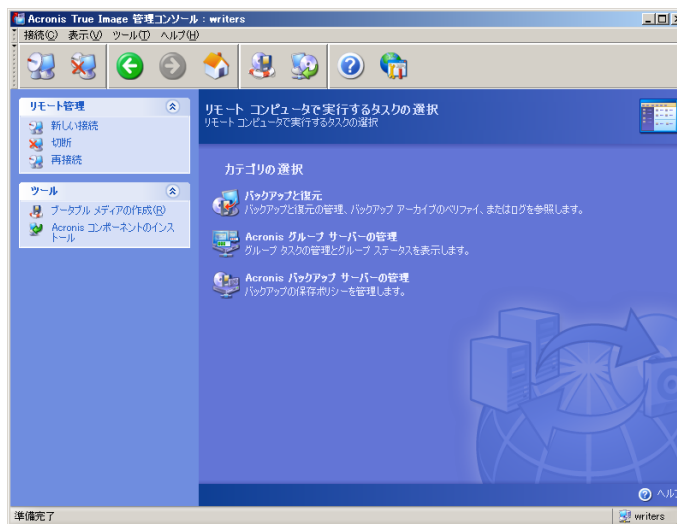 Acronis True Image 管理コンソール : writers
接続(C) 表示(V) ツール(T) ヘルプ(H)
リモート管理
新しい接続
切断
再接続
ツール
ブータブル メディアの作成(R)
Acronis コンポーネントのインス
トール
リモート コンピュータで実行するタスクの選択
リモート コンピュータで実行するタスクの選択
カテゴリの選択
バックアップと復元
バックアップと復元の管理、バックアップ アーカイブのベリファイ、またはログを参照します。
Acronis グループ サーバーの管理
グループ タスクの管理とグループ ステータスを表示します。
Acronis バックアップ サーバーの管理
バックアップの保存ポリシーを管理します。
ヘル
準備完了
writers